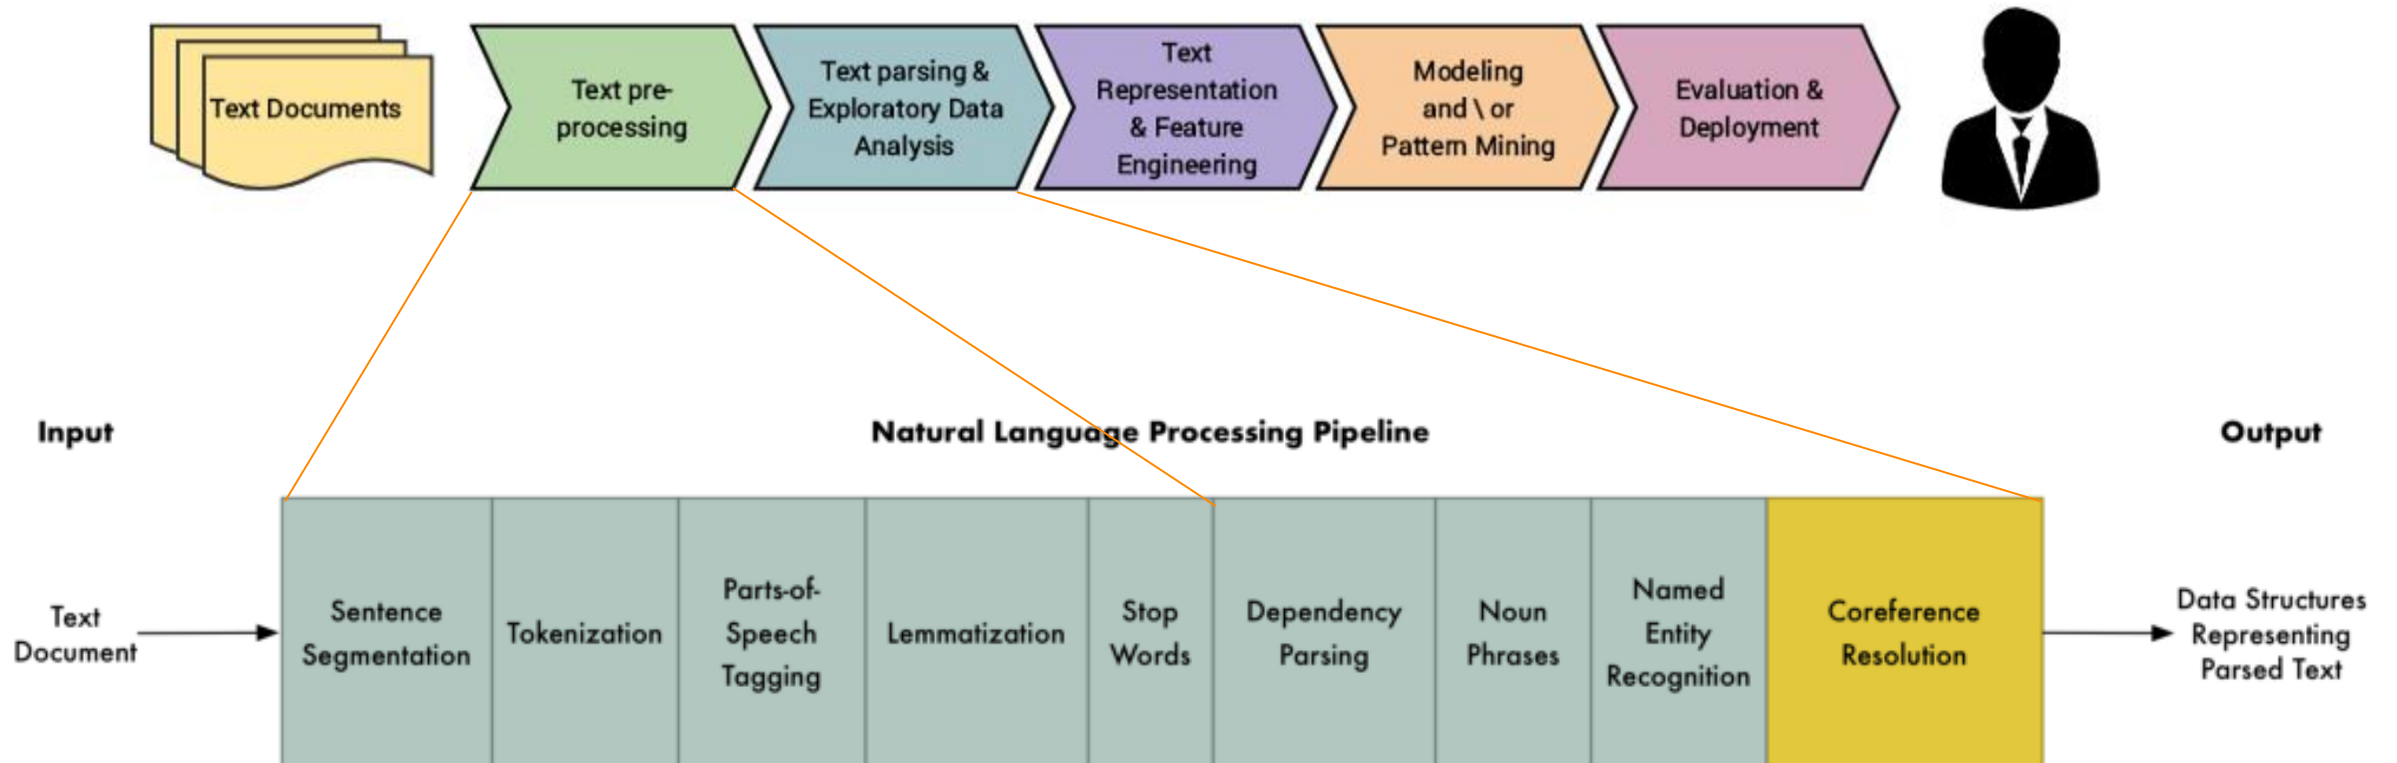 Text Documents
Text pre-
processing
Text parsing &
Exploratory Data
Analysis
Text
Representation
& Feature
Engineering
Modeling
and \ or
Pattern Mining
Evaluation &
Deployment
Input
Natural Language Processing Pipeline
Output
Text
Document
Sentence
Segmentation
Tokenization
Parts-of-
Speech
Tagging
Lemmatization
Stop
Words
Dependency
Parsing
Noun
Phrases
Named
Entity
Recognition
Coreference
Resolution
Data Structures
Representing
Parsed Text